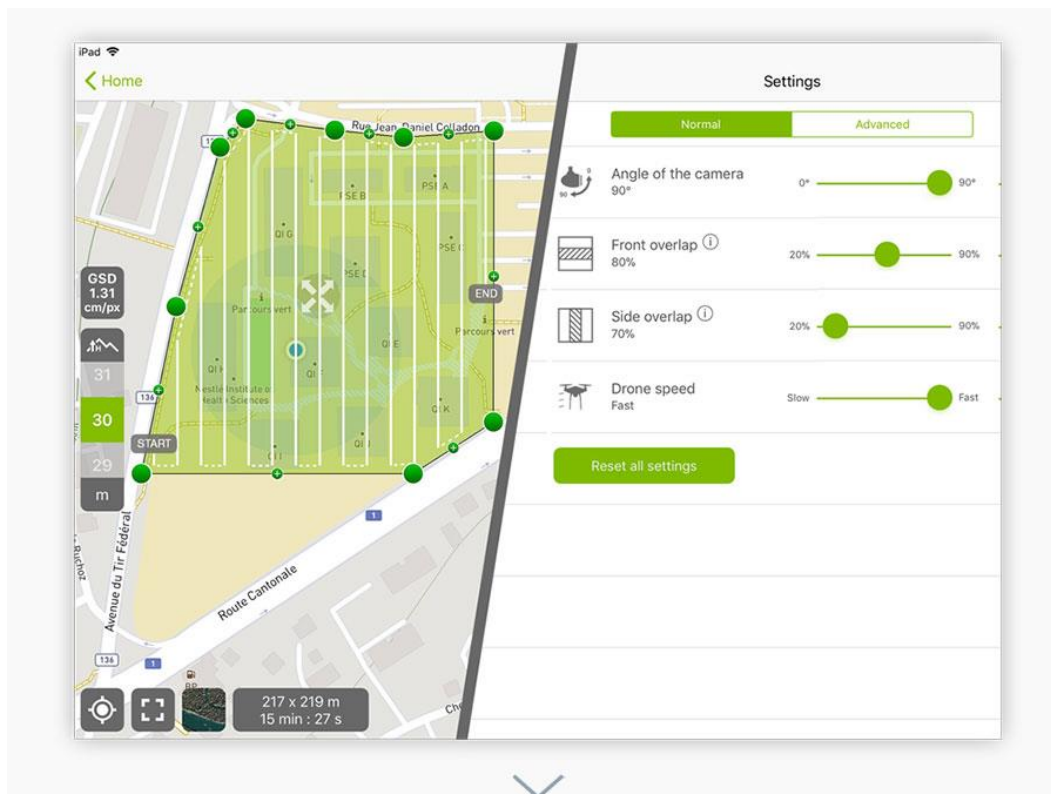 iPad
Home
Settings
Normal
Advanced
Rue Jean-Daniel Colladon
PSE A
PSE B
QI G
PSE C
END
GSD
1.31
cm/px
Parcours vert
Parcours vert
31
136
Nestlé Institute of
Health Sciences
30
QI K
START
29
m
1
Avenue du Tir Fédéral
Route Cantonale
136
1
BP
217 x 219 m
15 min : 27 s
Angle of the camera
90°
0°
90°
Front overlap
80%
20%
90%
Side overlap
70%
20%
90%
Drone speed
Fast
Slow
Fast
Reset all settings